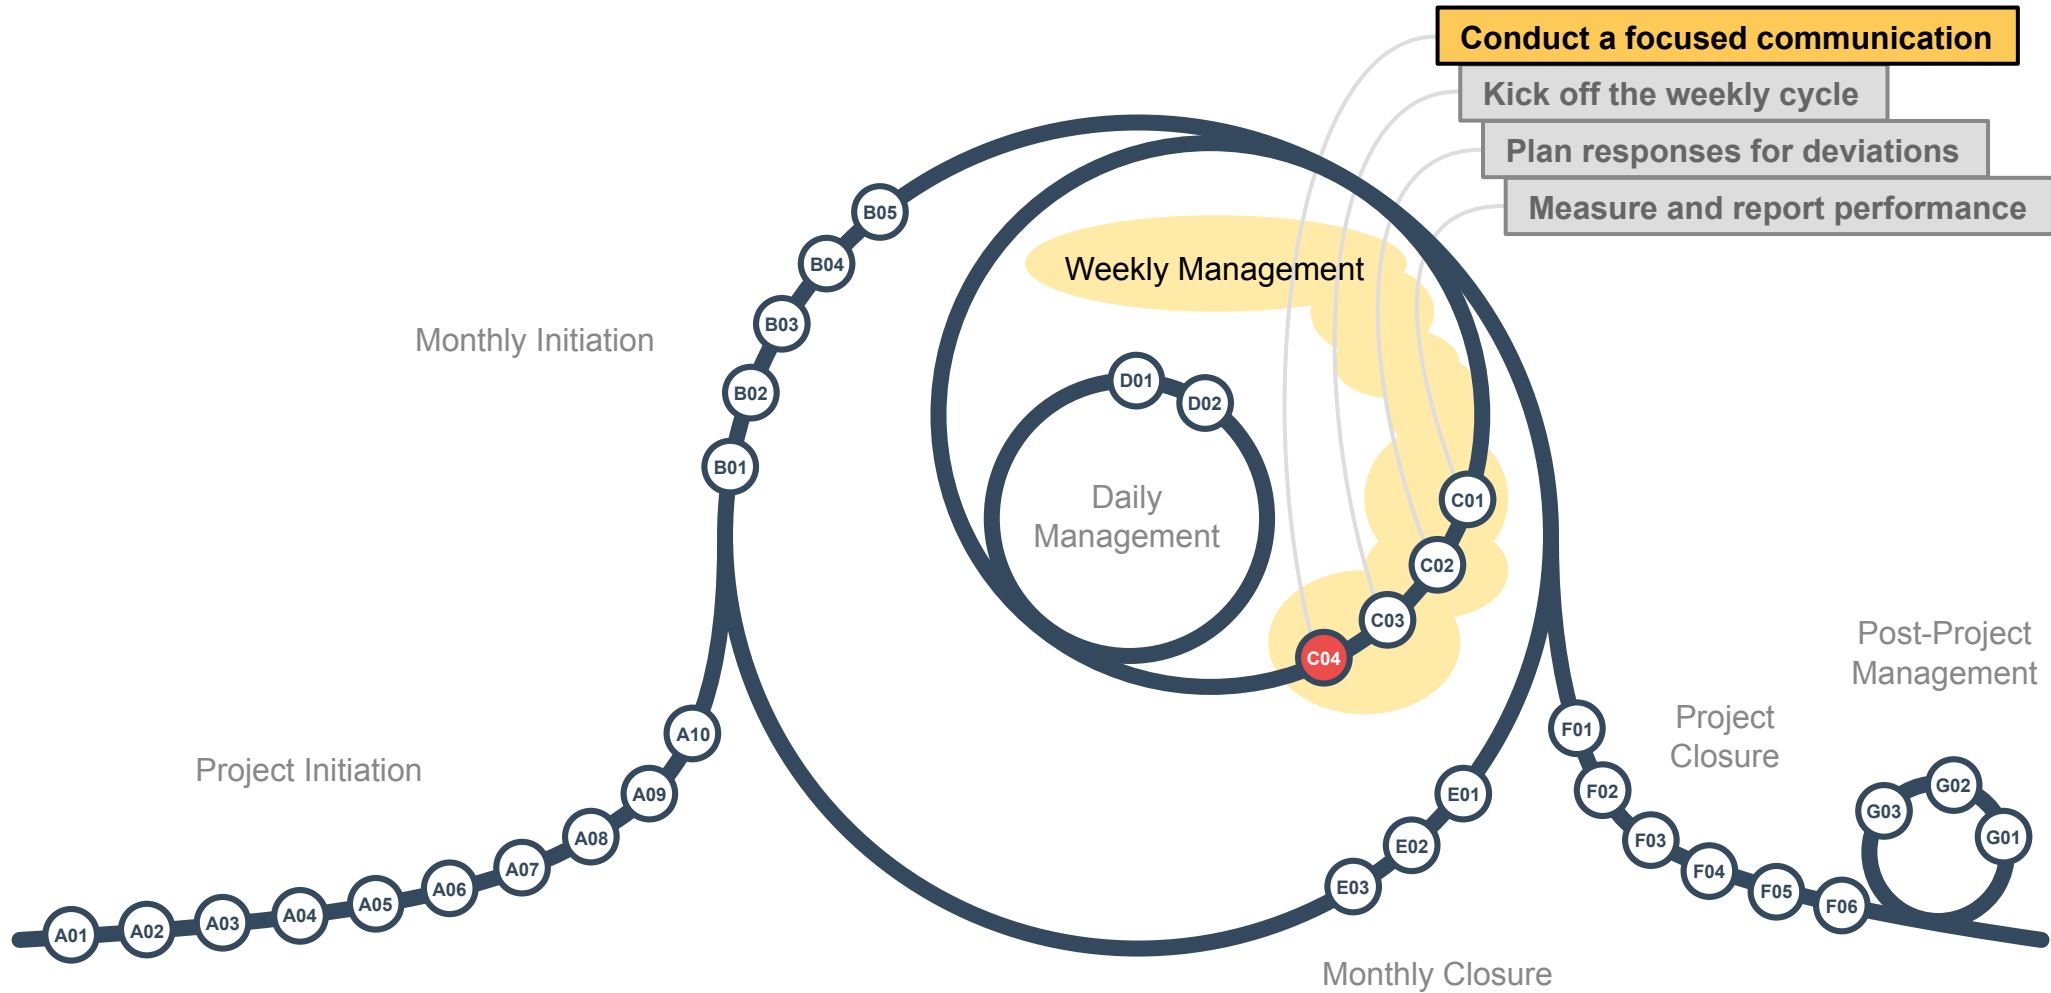 Conduct a focused communication
Kick off the weekly cycle
Plan responses for deviations
Measure and report performance
B05
B04
B03
B02
B01
Monthly Initiation
Weekly Management
D01
D02
Daily
Management
C01
C02
C03
C04
Post-Project
Management
Project
Closure
Project Initiation
A10
A09
A08
A07
A06
A05
A04
A03
A02
A01
E01
E02
E03
F01
F02
F03
F04
F05
F06
G03
G02
G01
Monthly Closure